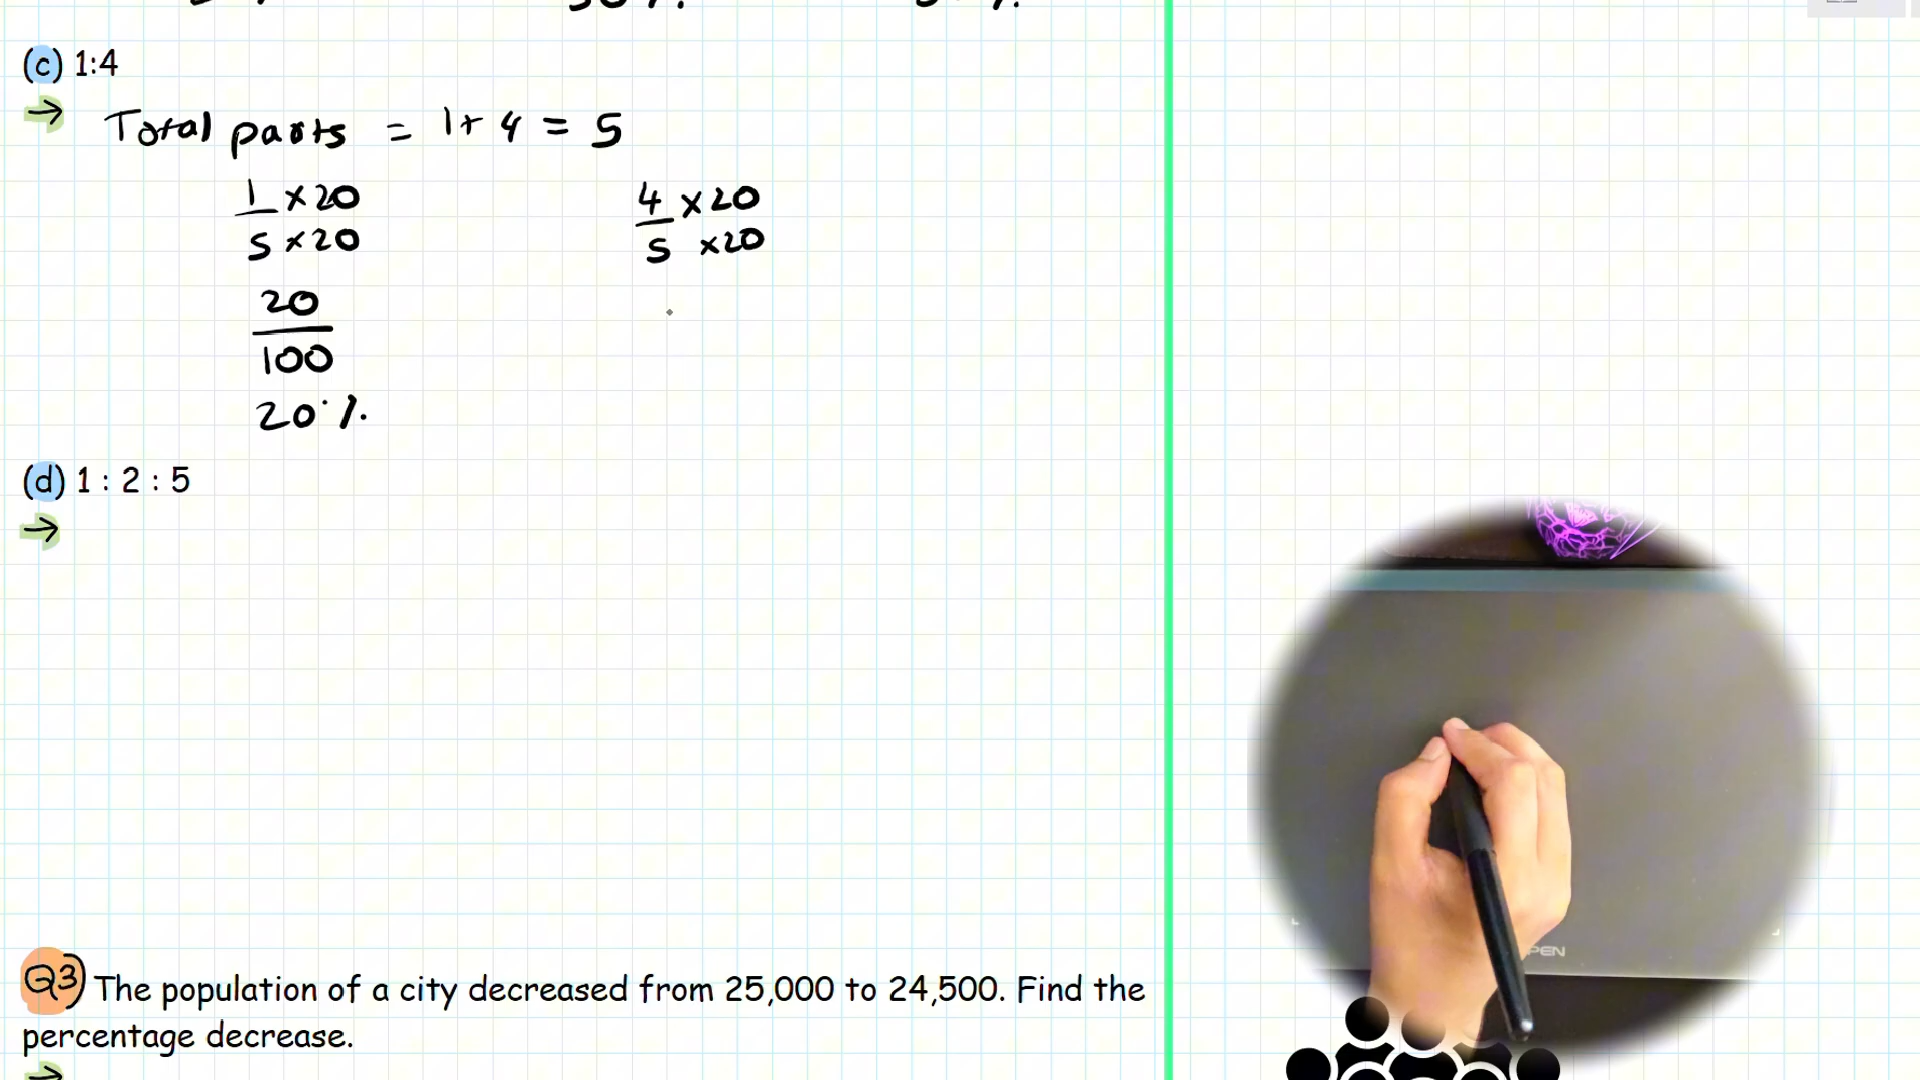 (c) 1:4
→ Total parts = 1+ 4 = 5
1 × 20 4 × 20
5 × 20 5 × 20
20
100
20 %.
(d) 1 : 2 : 5
→
Q3) The population of a city decreased from 25,000 to 24,500. Find the
percentage decrease.
→
PEN